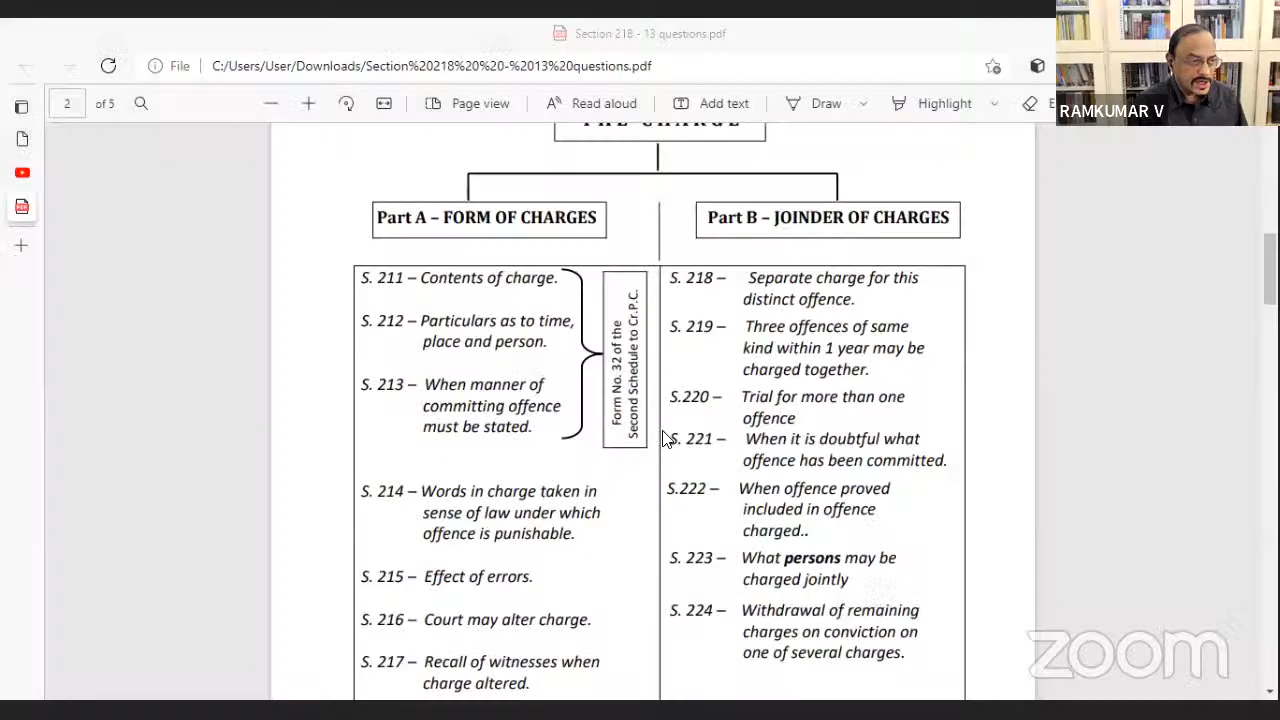 Section 218 - 13 questions.pdf
File
C:/Users/User/Downloads/Section%20218%20%20-%2013%20questions.pdf
2 of 5
Page view
Read aloud
Add text
Draw
Highlight
E
RAMKUMAR V
THE CHARGE
Part A – FORM OF CHARGES
Part B – JOINDER OF CHARGES
S. 211 – Contents of charge.
S. 212 – Particulars as to time,
place and person.
S. 213 – When manner of
committing offence
must be stated.
Form No. 32 of the
Second Schedule to Cr.P.C.
S. 214 – Words in charge taken in
sense of law under which
offence is punishable.
S. 215 – Effect of errors.
S. 216 – Court may alter charge.
S. 217 – Recall of witnesses when
charge altered.
S. 218 – Separate charge for this
distinct offence.
S. 219 – Three offences of same
kind within 1 year may be
charged together.
S.220 – Trial for more than one
offence
S. 221 – When it is doubtful what
offence has been committed.
S.222 – When offence proved
included in offence
charged..
S. 223 – What persons may be
charged jointly
S. 224 – Withdrawal of remaining
charges on conviction on
one of several charges.
zoom